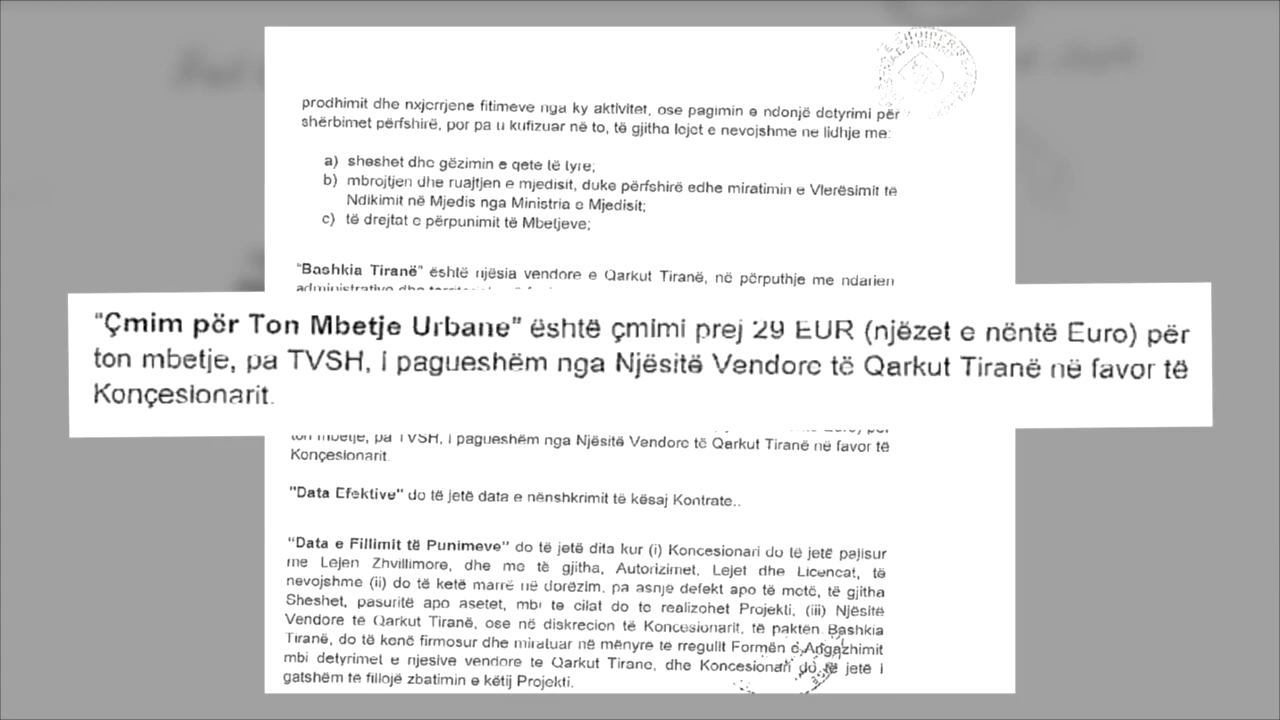 prodhimit dhe nxjerrjene fitimeve nga ky aktivitet, ose pagimin e ndonjë detyrimi për
shërbimet përfshirë, por pa u kufizuar në to, të gjitha lejet e nevojshme ne lidhje me:
a) sheshet dhe gëzimin e qete të tyre;
b) mbrojtjen dhe ruajtjen e mjedisit, duke përfshirë edhe miratimin e Vlerësimit të
Ndikimit në Mjedis nga Ministria e Mjedisit;
c) të drejtat e përpunimit të Mbetjeve;
"Bashkia Tiranë" është njësia vendore e Qarkut Tiranë, në përputhje me ndarien
"Çmim për Ton Mbetje Urbane" është çmimi prej 29 EUR (njëzet e nëntë Euro) për
ton mbetje, pa TVSH, i pagueshëm nga Njësitë Vendore të Qarkut Tiranë në favor të
Konçesionarit.
ton mbetje, pa TVSH, i pagueshëm nga Njësitë Vendore të Qarkut Tiranë në favor të
Konçesionarit.
"Data Efektive" do të jetë data e nënshkrimit të kësaj Kontrate..
"Data e Fillimit të Punimeve" do të jetë dita kur (i) Koncesionari do të jetë pajisur
me Lejen Zhvillimore, dhe me të gjitha, Autorizimet, Lejet dhe Licencat, të
nevojshme (ii) do të ketë marrë në dorëzim, pa asnje defekt apo të metë, të gjitha
Sheshet, pasuritë apo asetet, mbi te cilat do te realizohet Projekti, (iii) Njësitë
Vendore të Qarkut Tiranë, ose në diskrecion të Koncesionarit, të pakten Bashkia
Tiranë, do të kenë firmosur dhe miratuar në mënyre te rregullt Formën e Angazhimit
mbi detyrimet e njesive vendore te Qarkut Tirane, dhe Koncesionari do të jetë i
gatshëm te fillojë zbatimin e këtij Projekti.